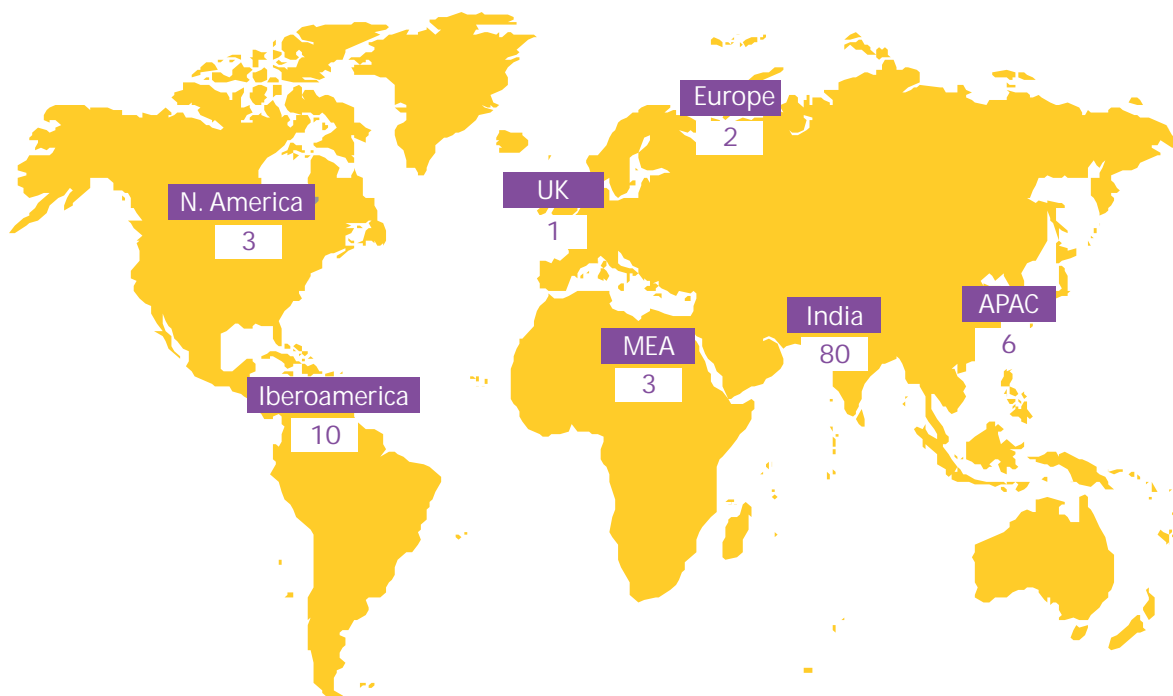 Europe
2
UK
1
N. America
3
India
80
APAC
6
MEA
3
Iberoamerica
10